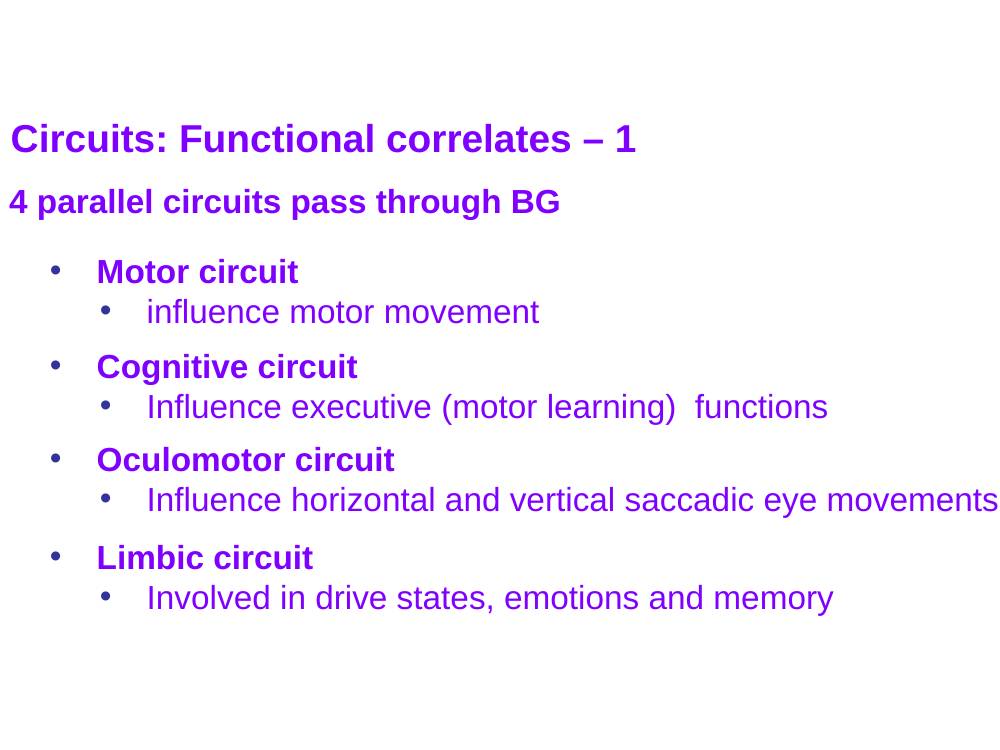 Circuits: Functional correlates – 1
4 parallel circuits pass through BG
• Motor circuit
• influence motor movement
• Cognitive circuit
• Influence executive (motor learning)  functions
• Oculomotor circuit
• Influence horizontal and vertical saccadic eye movements
• Limbic circuit
• Involved in drive states, emotions and memory